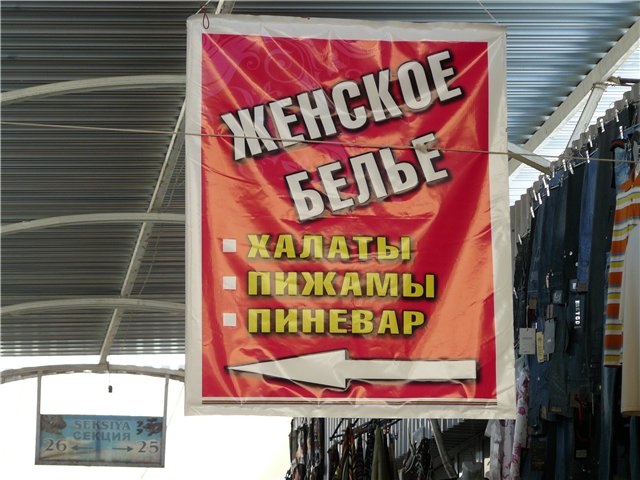 ЖЕНСКОЕ
БЕЛЬЕ
ХАЛАТЫ
ПИЖАМЫ
ПИНЕВАР
SEKSIYA
СЕКЦИЯ
26 25